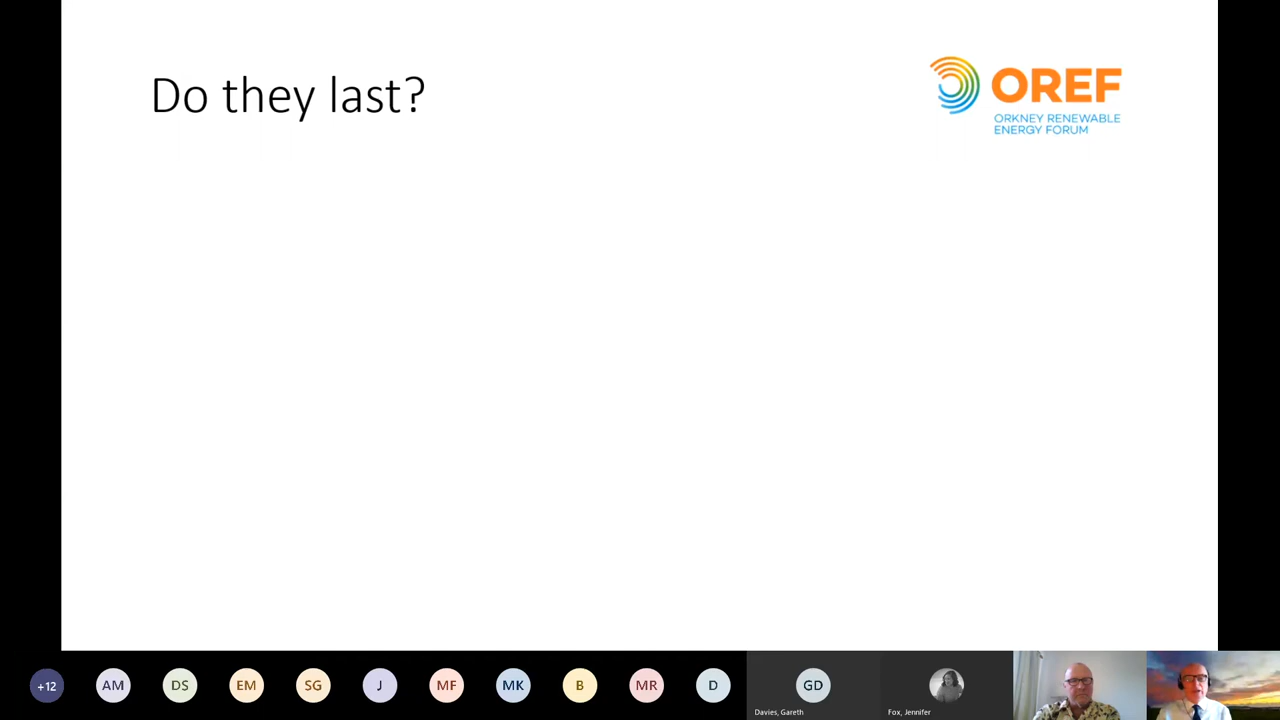 Do they last?
OREF
ORKNEY RENEWABLE
ENERGY FORUM
+12
AM
DS
EM
SG
J
MF
MK
B
MR
D
GD
Davies, Gareth
Fox, Jennifer